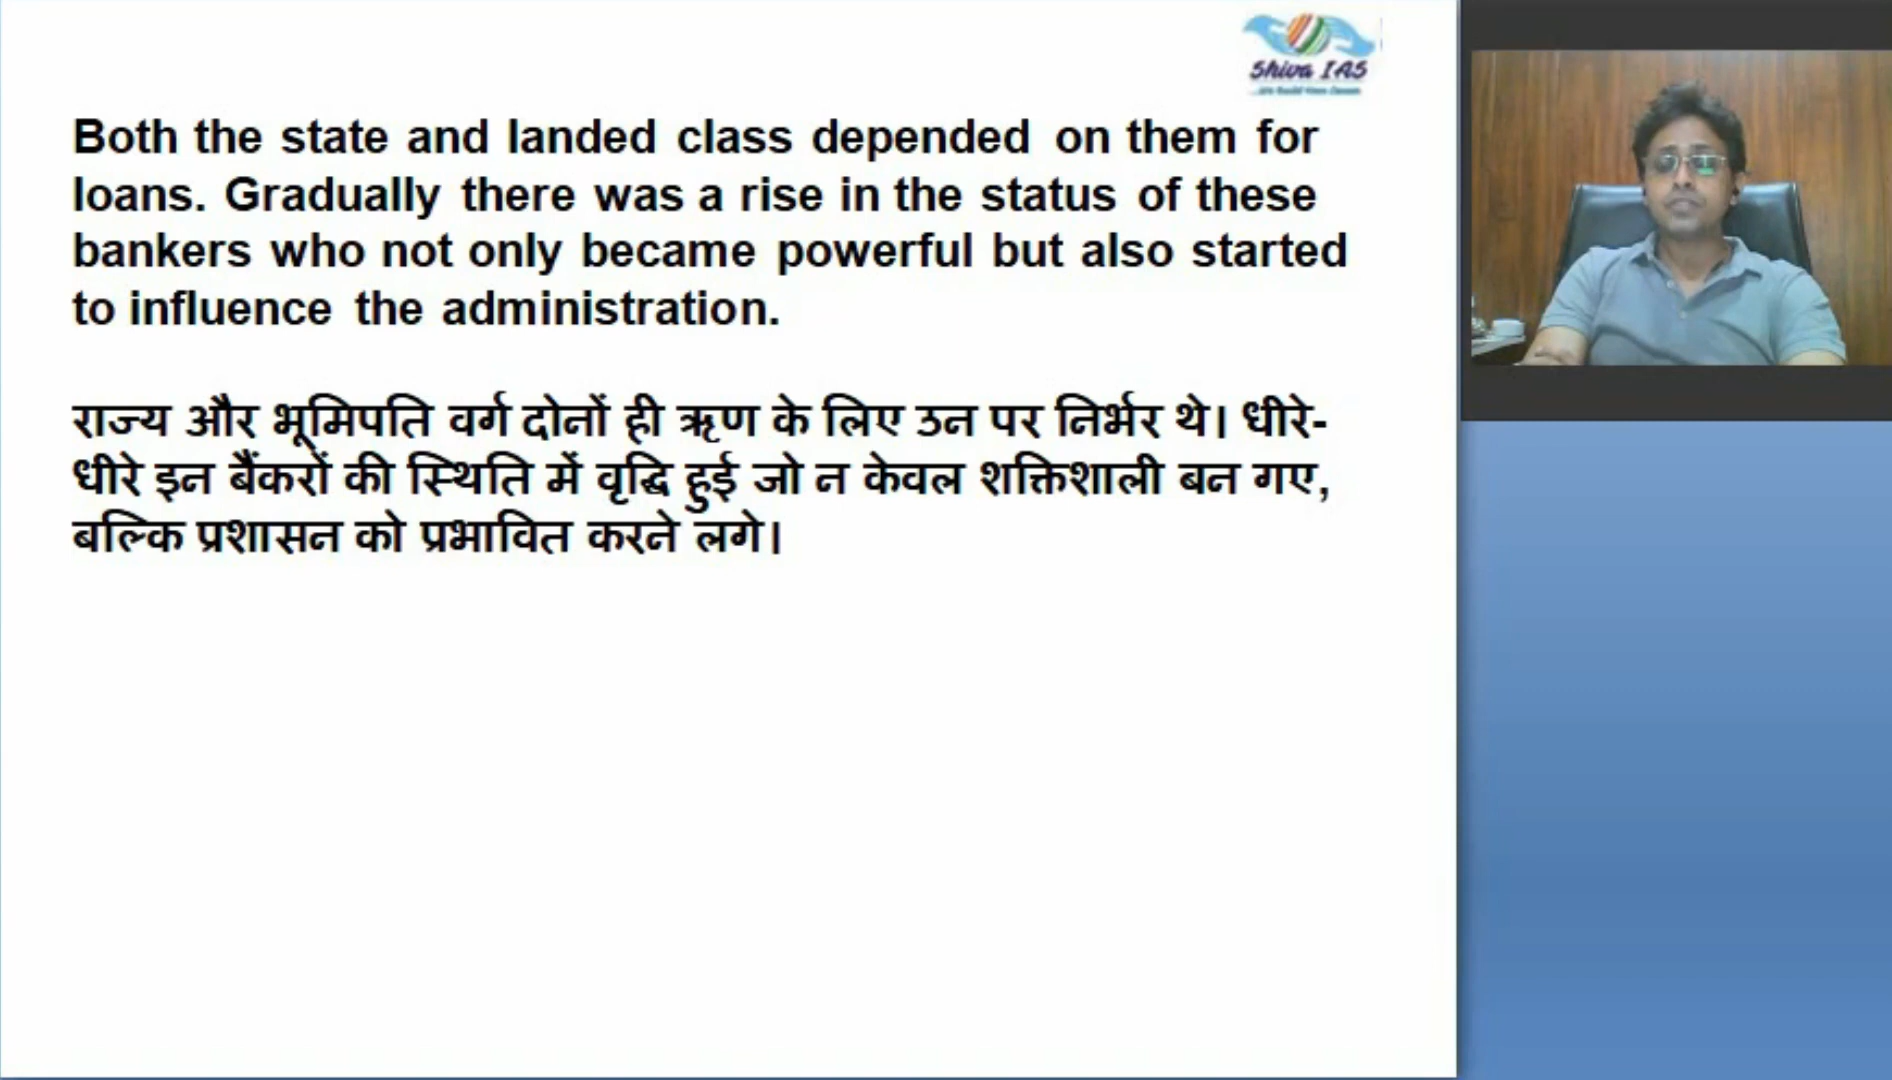 Shiva IAS
Both the state and landed class depended on them for
loans. Gradually there was a rise in the status of these
bankers who not only became powerful but also started
to influence the administration.
राज्य और भूमिपति वर्ग दोनों ही ऋण के लिए उन पर निर्भर थे। धीरे-
धीरे इन बैंकरों की स्थिति में वृद्धि हुई जो न केवल शक्तिशाली बन गए,
बल्कि प्रशासन को प्रभावित करने लगे।